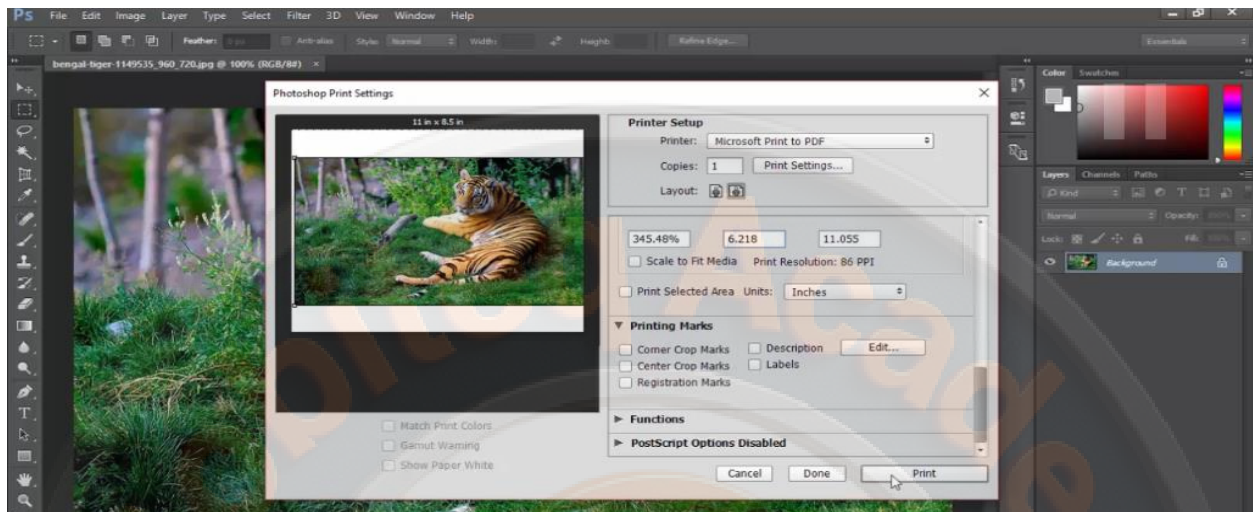 Ps File Edit Image Layer Type Select Filter 3D View Window Help
Feather: 0 px Anti-alias Style: Normal Width: Height: Refine Edge... Essentials
bengal-tiger-1149535_960_720.jpg @ 100% (RGB/8#) ×
Color Swatches
Photoshop Print Settings
11 in x 8.5 in
Printer Setup
Printer: Microsoft Print to PDF
Copies: 1 Print Settings...
Layout:
345.48% 6.218 11.055
Scale to Fit Media Print Resolution: 86 PPI
Print Selected Area Units: Inches
Printing Marks
Corner Crop Marks Description Edit...
Center Crop Marks Labels
Registration Marks
Functions
PostScript Options Disabled
Match Print Colors
Gamut Warning
Show Paper White
Cancel Done Print
Layers Channels Paths
Kind
Normal Opacity:
Lock: Fill:
Background